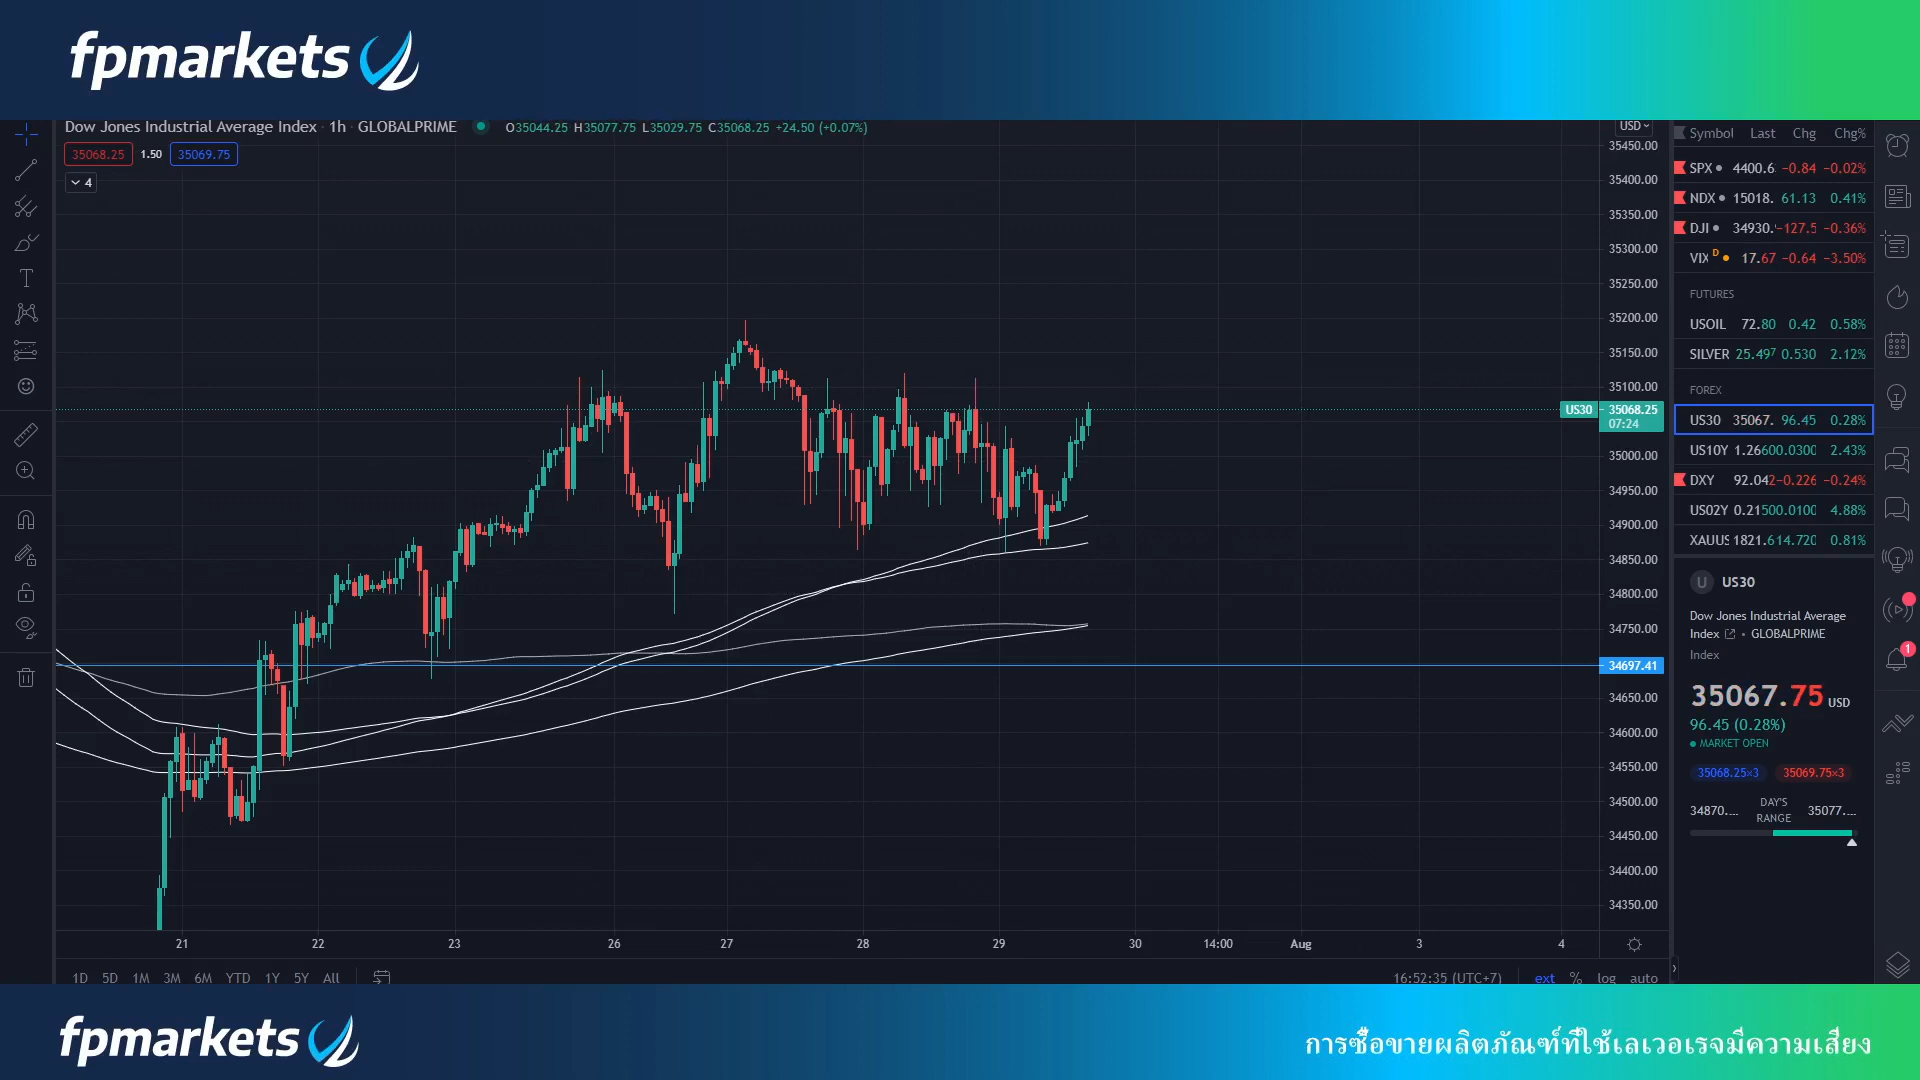 fpmarkets
Dow Jones Industrial Average Index · 1h · GLOBALPRIME O35044.25 H35077.75 L35029.75 C35068.25 +24.50 (+0.07%)
35068.25 1.50 35069.75
4
USD
35450.00
35400.00
35350.00
35300.00
35250.00
35200.00
35150.00
35100.00
US30 35068.25
07:24
35000.00
34950.00
34900.00
34850.00
34800.00
34750.00
34697.41
34650.00
34600.00
34550.00
34500.00
34450.00
34400.00
34350.00
21 22 23 26 27 28 29 30 14:00 Aug 3 4
1D 5D 1M 3M 6M YTD 1Y 5Y All
16:52:35 (UTC+7) ext % log auto
Symbol Last Chg Chg%
SPX 4400.6 −0.84 −0.02%
NDX 15018. 61.13 0.41%
DJI 34930. −127.5 −0.36%
VIX D 17.67 −0.64 −3.50%
FUTURES
USOIL 72.80 0.42 0.58%
SILVER 25.497 0.530 2.12%
FOREX
US30 35067. 96.45 0.28%
US10Y 1.26600.0300 2.43%
DXY 92.042−0.226 −0.24%
US02Y 0.21500.0100 4.88%
XAUUS 1821.614.720 0.81%
U US30
Dow Jones Industrial Average
Index • GLOBALPRIME
Index
35067.75 USD
96.45 (0.28%)
MARKET OPEN
35068.25×3 35069.75×3
34870.... DAY'S RANGE 35077....
1
fpmarkets
การซื้อขายผลิตภัณฑ์ที่ใช้เลเวอเรจมีความเสี่ยง